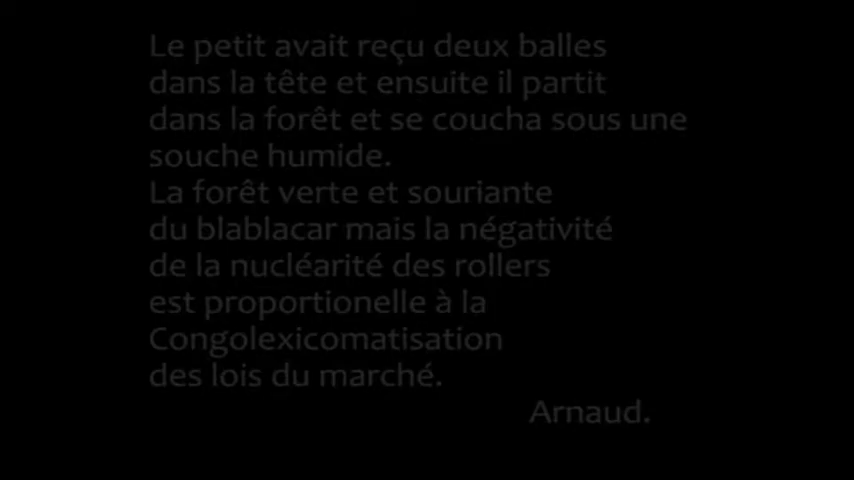 Le petit avait reçu deux balles
dans la tête et ensuite il partit
dans la forêt et se coucha sous une
souche humide.
La forêt verte et souriante
du blablacar mais la négativité
de la nucléarité des rollers
est proportionelle à la
Congolexicomatisation
des lois du marché.
Arnaud.